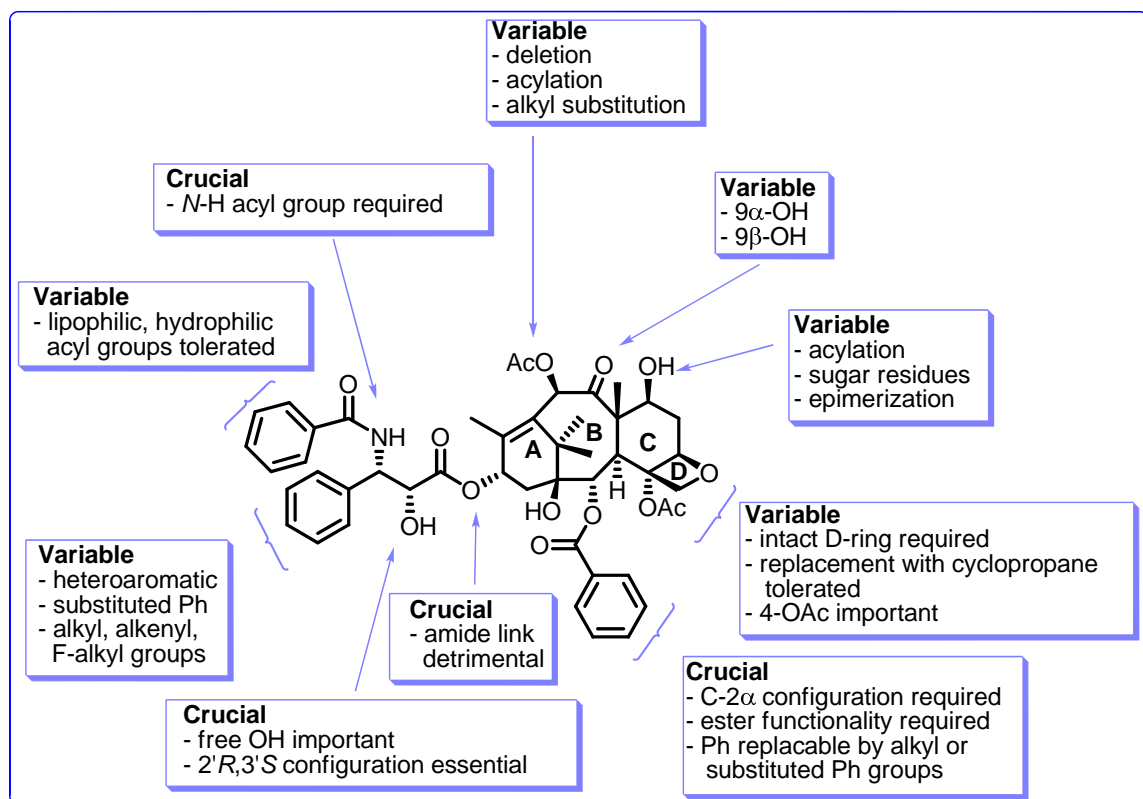 Variable
- deletion
- acylation
- alkyl substitution
Crucial
- N-H acyl group required
Variable
- 9α-OH
- 9β-OH
Variable
- lipophilic, hydrophilic
acyl groups tolerated
Variable
- acylation
- sugar residues
- epimerization
AcO
O
OH
O
NH
O
A
B
C
D
O
O
HO
H
OAc
OH
O
O
Variable
- heteroaromatic
- substituted Ph
- alkyl, alkenyl,
F-alkyl groups
Crucial
- amide link
detrimental
Variable
- intact D-ring required
- replacement with cyclopropane
tolerated
- 4-OAc important
Crucial
- free OH important
- 2'R,3'S configuration essential
Crucial
- C-2α configuration required
- ester functionality required
- Ph replacable by alkyl or
substituted Ph groups